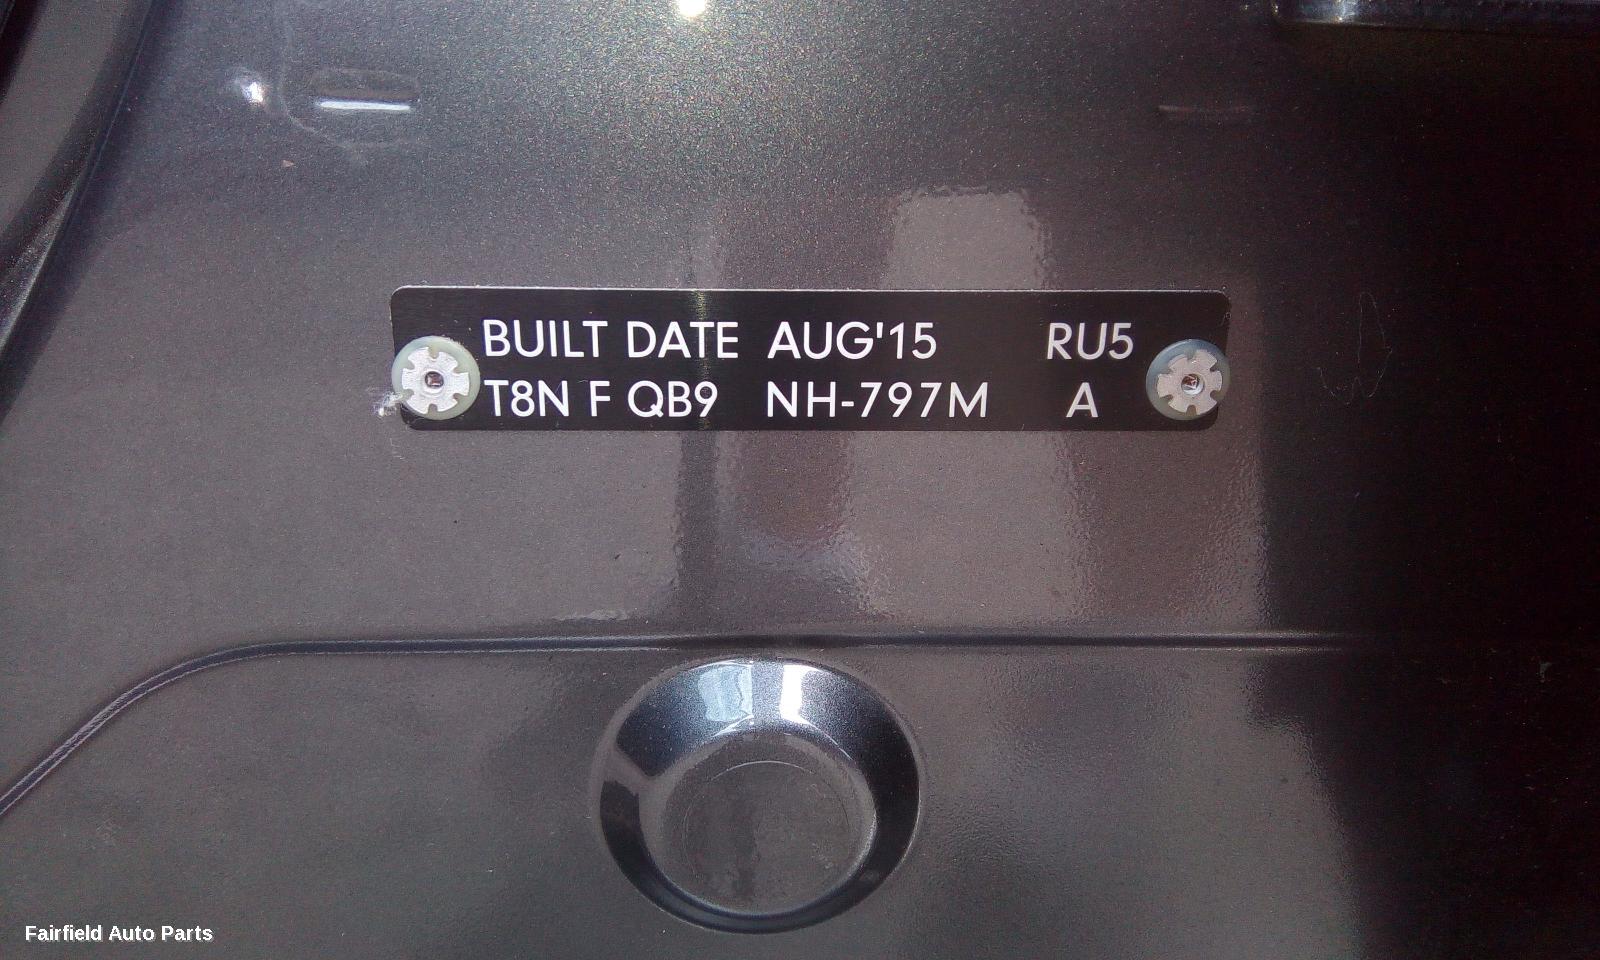 BUILT DATE AUG'15 RU5
T8N F QB9 NH-797M A
Fairfield Auto Parts